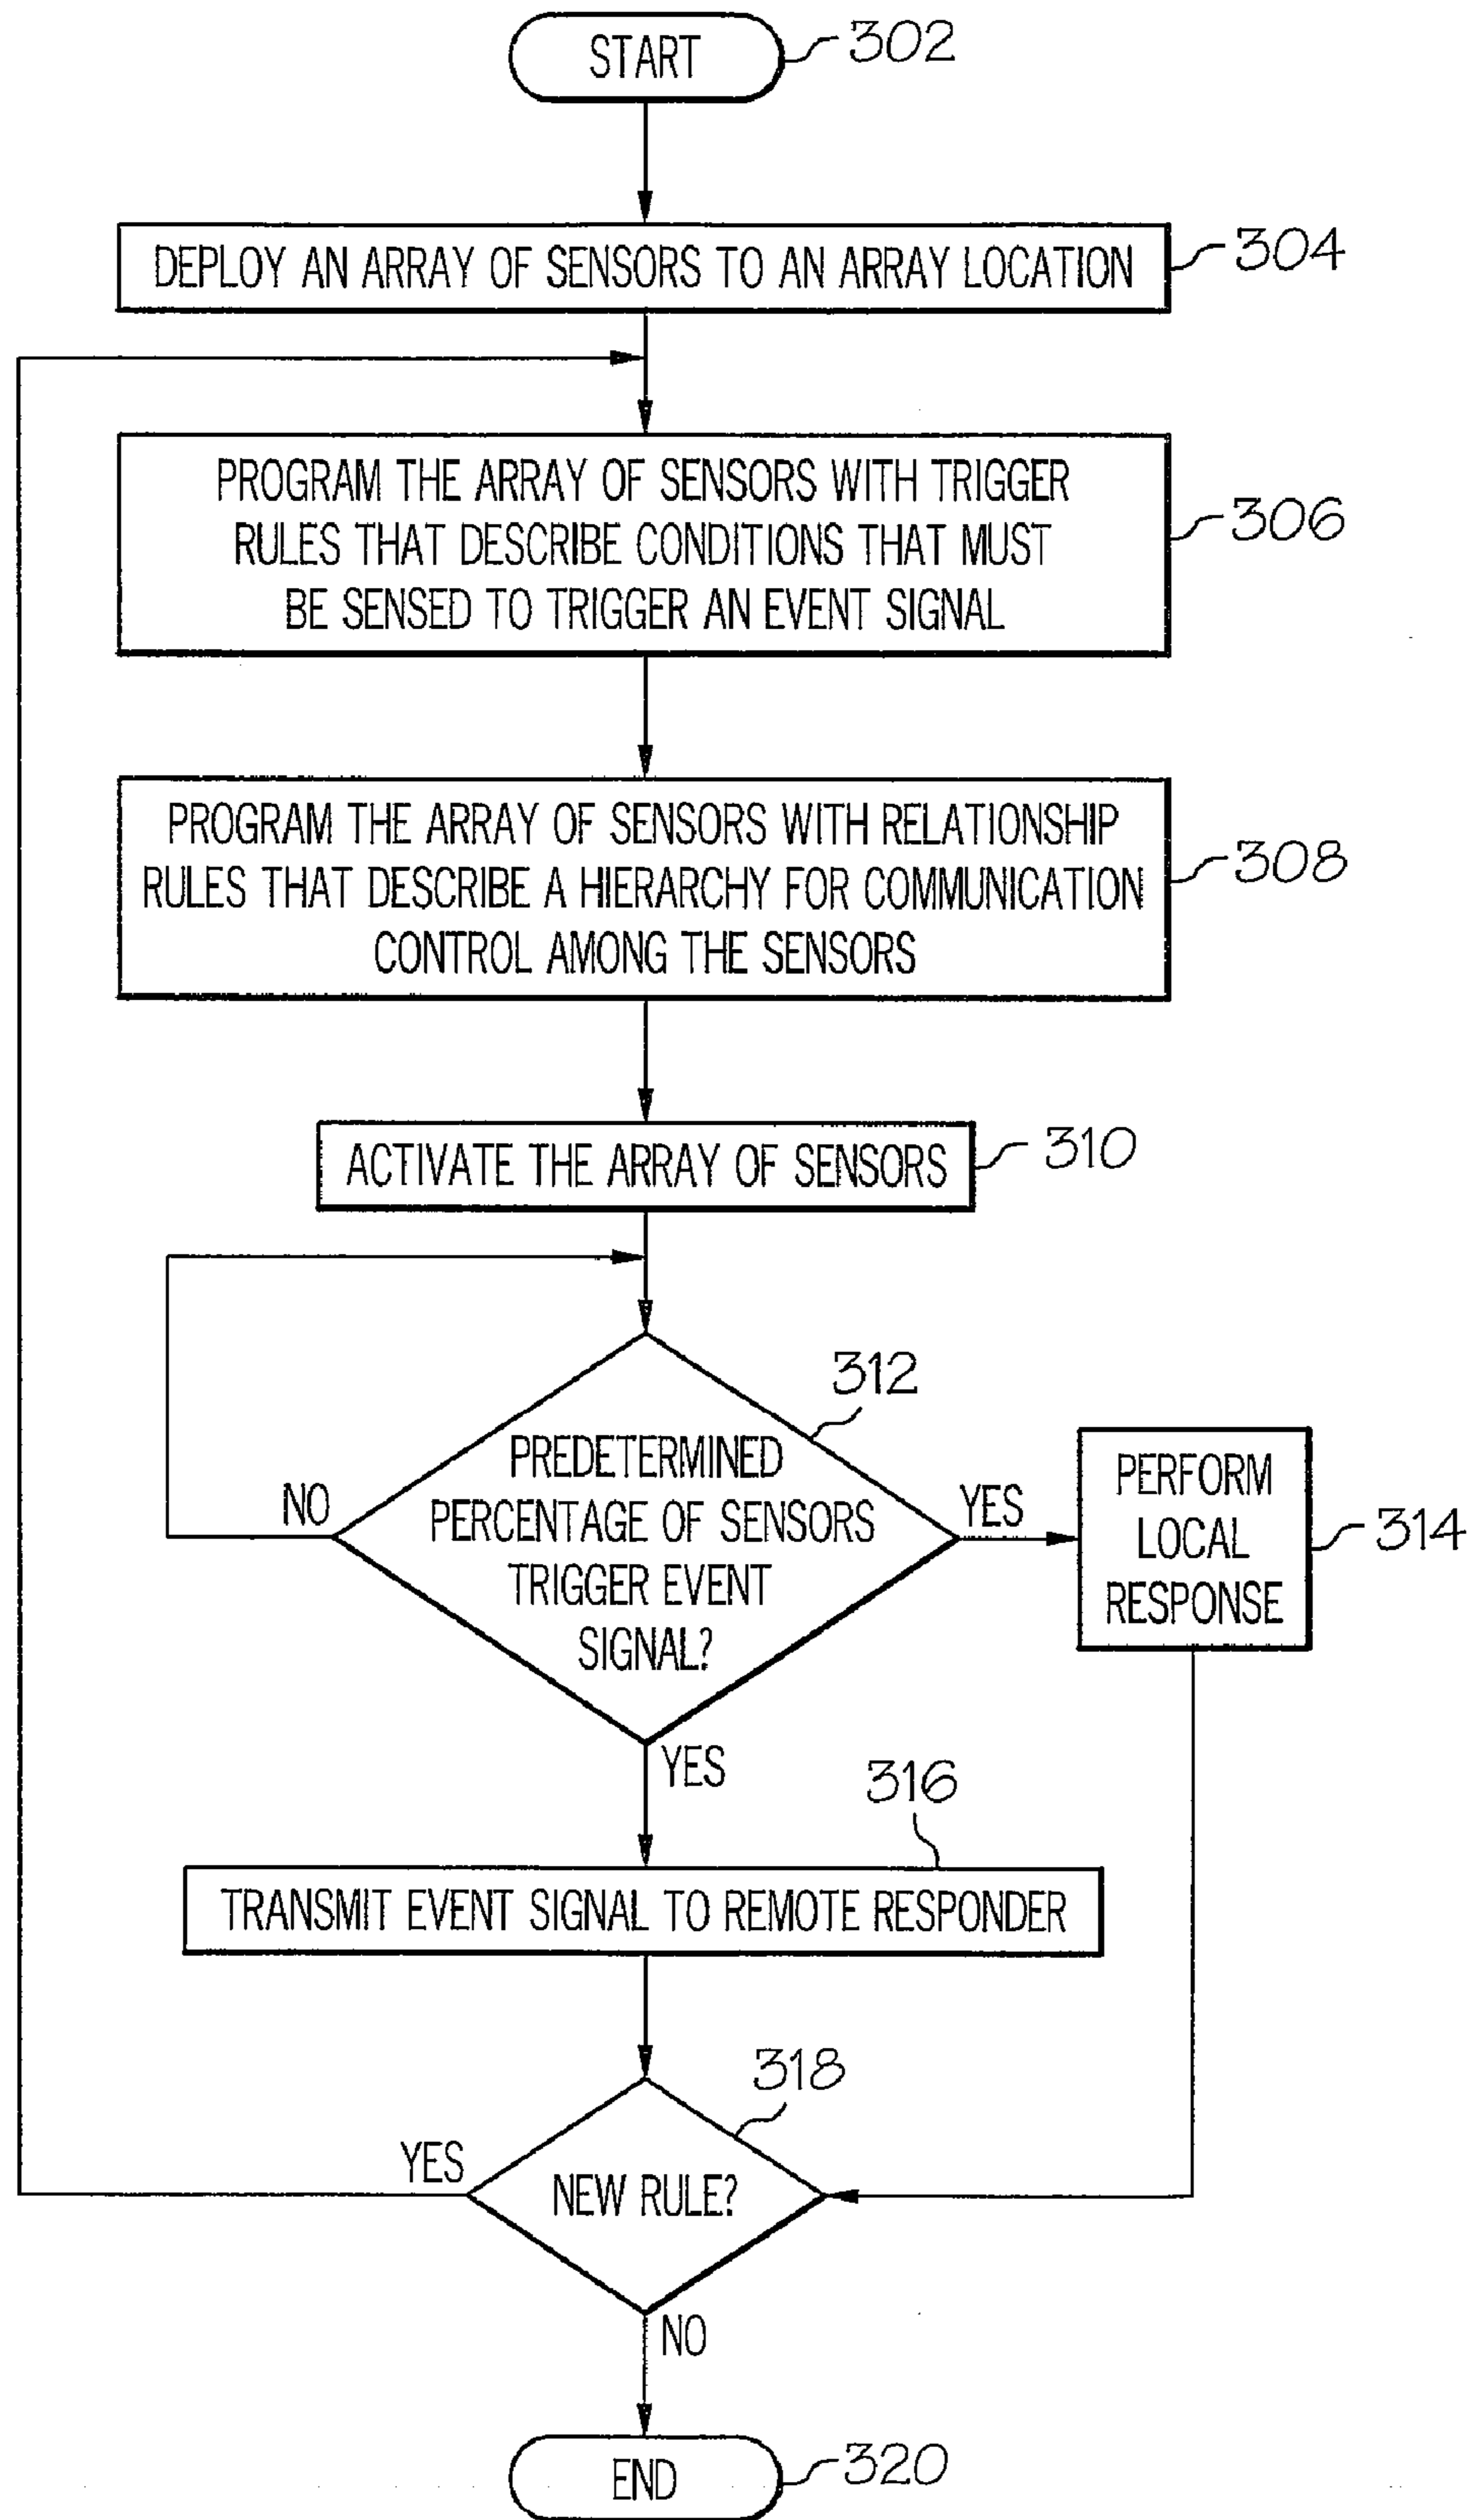 START
302
DEPLOY AN ARRAY OF SENSORS TO AN ARRAY LOCATION
304
PROGRAM THE ARRAY OF SENSORS WITH TRIGGER
RULES THAT DESCRIBE CONDITIONS THAT MUST
BE SENSED TO TRIGGER AN EVENT SIGNAL
306
PROGRAM THE ARRAY OF SENSORS WITH RELATIONSHIP
RULES THAT DESCRIBE A HIERARCHY FOR COMMUNICATION
CONTROL AMONG THE SENSORS
308
ACTIVATE THE ARRAY OF SENSORS
310
312
PREDETERMINED
PERCENTAGE OF SENSORS
TRIGGER EVENT
SIGNAL?
NO
YES
PERFORM
LOCAL
RESPONSE
314
YES
316
TRANSMIT EVENT SIGNAL TO REMOTE RESPONDER
318
YES
NEW RULE?
NO
END
320